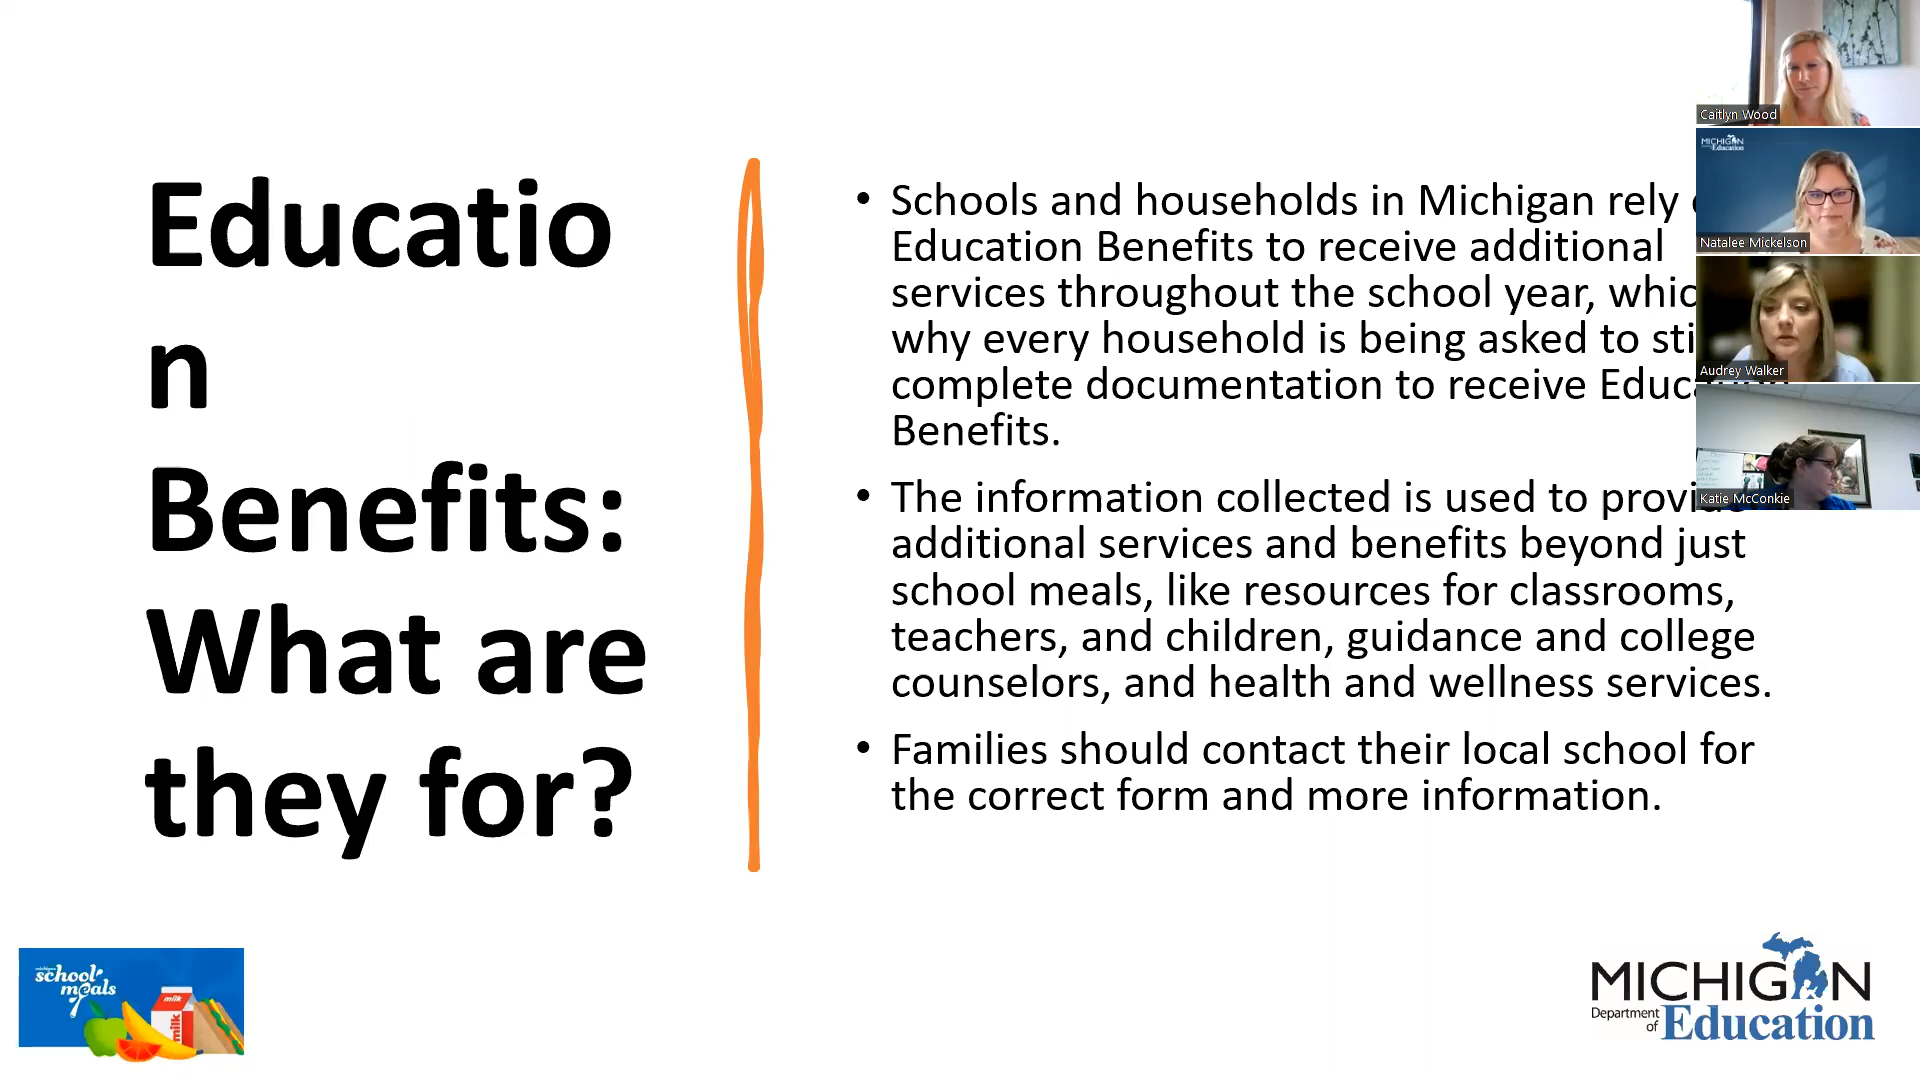 Educatio
n
Benefits:
What are
they for?
• Schools and households in Michigan rely
Education Benefits to receive additional
services throughout the school year,
why every household is being asked to
complete documentation to receive
Benefits.
• The information collected is used to
additional services and benefits beyond just
school meals, like resources for classrooms,
teachers, and children, guidance and college
counselors, and health and wellness services.
• Families should contact their local school for
the correct form and more information.
Caitlyn Wood
MICHIGAN
Education
Natalee Mickelson
Audrey Walker
Katie McConkie
school
meals
milk
milk
MICHIGAN
Department
of Education